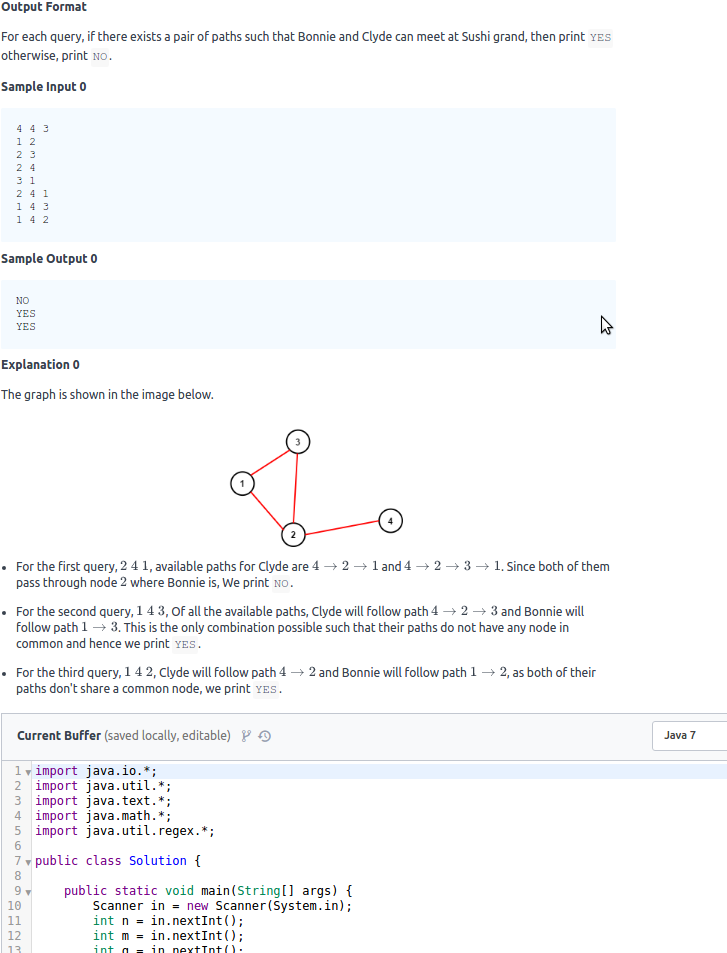 Output Format
For each query, if there exists a pair of paths such that Bonnie and Clyde can meet at Sushi grand, then print YES
otherwise, print NO.
Sample Input 0
4 4 3
1 2
2 3
2 4
3 1
2 4 1
1 4 3
1 4 2
Sample Output 0
NO
YES
YES
Explanation 0
The graph is shown in the image below.
3
1
4
2
• For the first query, 2 4 1, available paths for Clyde are 4 → 2 → 1 and 4 → 2 → 3 → 1. Since both of them
pass through node 2 where Bonnie is, We print NO.
• For the second query, 1 4 3, Of all the available paths, Clyde will follow path 4 → 2 → 3 and Bonnie will
follow path 1 → 3. This is the only combination possible such that their paths do not have any node in
common and hence we print YES.
• For the third query, 1 4 2, Clyde will follow path 4 → 2 and Bonnie will follow path 1 → 2, as both of their
paths don't share a common node, we print YES.
Current Buffer (saved locally, editable) Java 7
1 import java.io.*;
2 import java.util.*;
3 import java.text.*;
4 import java.math.*;
5 import java.util.regex.*;
6
7 public class Solution {
8
9 public static void main(String[] args) {
10 Scanner in = new Scanner(System.in);
11 int n = in.nextInt();
12 int m = in.nextInt();
13 int q = in.nextInt();